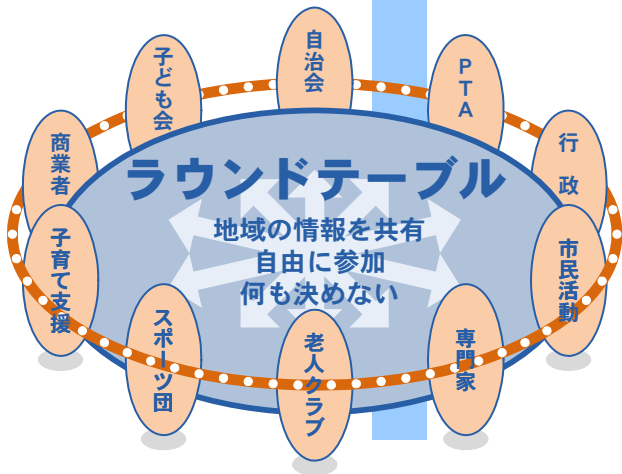 自治会
子ども会
PTA
商業者
行政
ラウンドテーブル
地域の情報を共有
自由に参加
何も決めない
子育て支援
市民活動
スポーツ団
老人クラブ
専門家